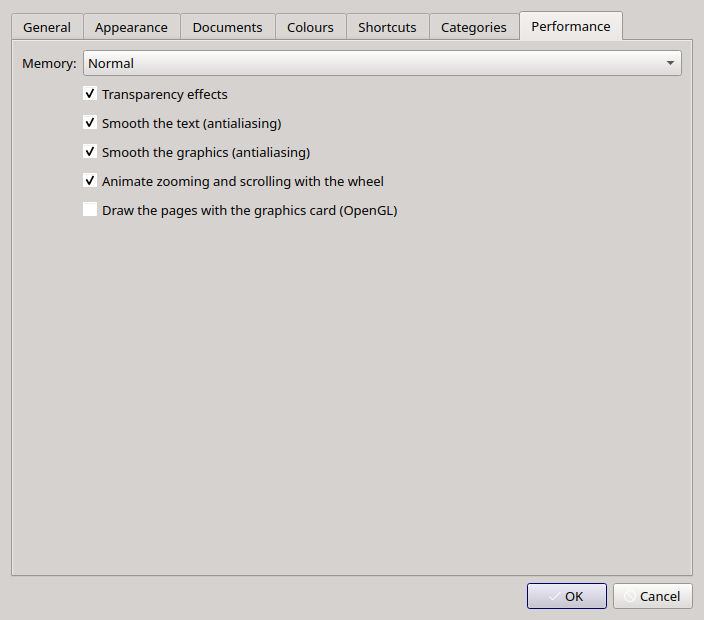 General Appearance Documents Colours Shortcuts Categories Performance
Memory: Normal
Transparency effects
Smooth the text (antialiasing)
Smooth the graphics (antialiasing)
Animate zooming and scrolling with the wheel
Draw the pages with the graphics card (OpenGL)
OK Cancel